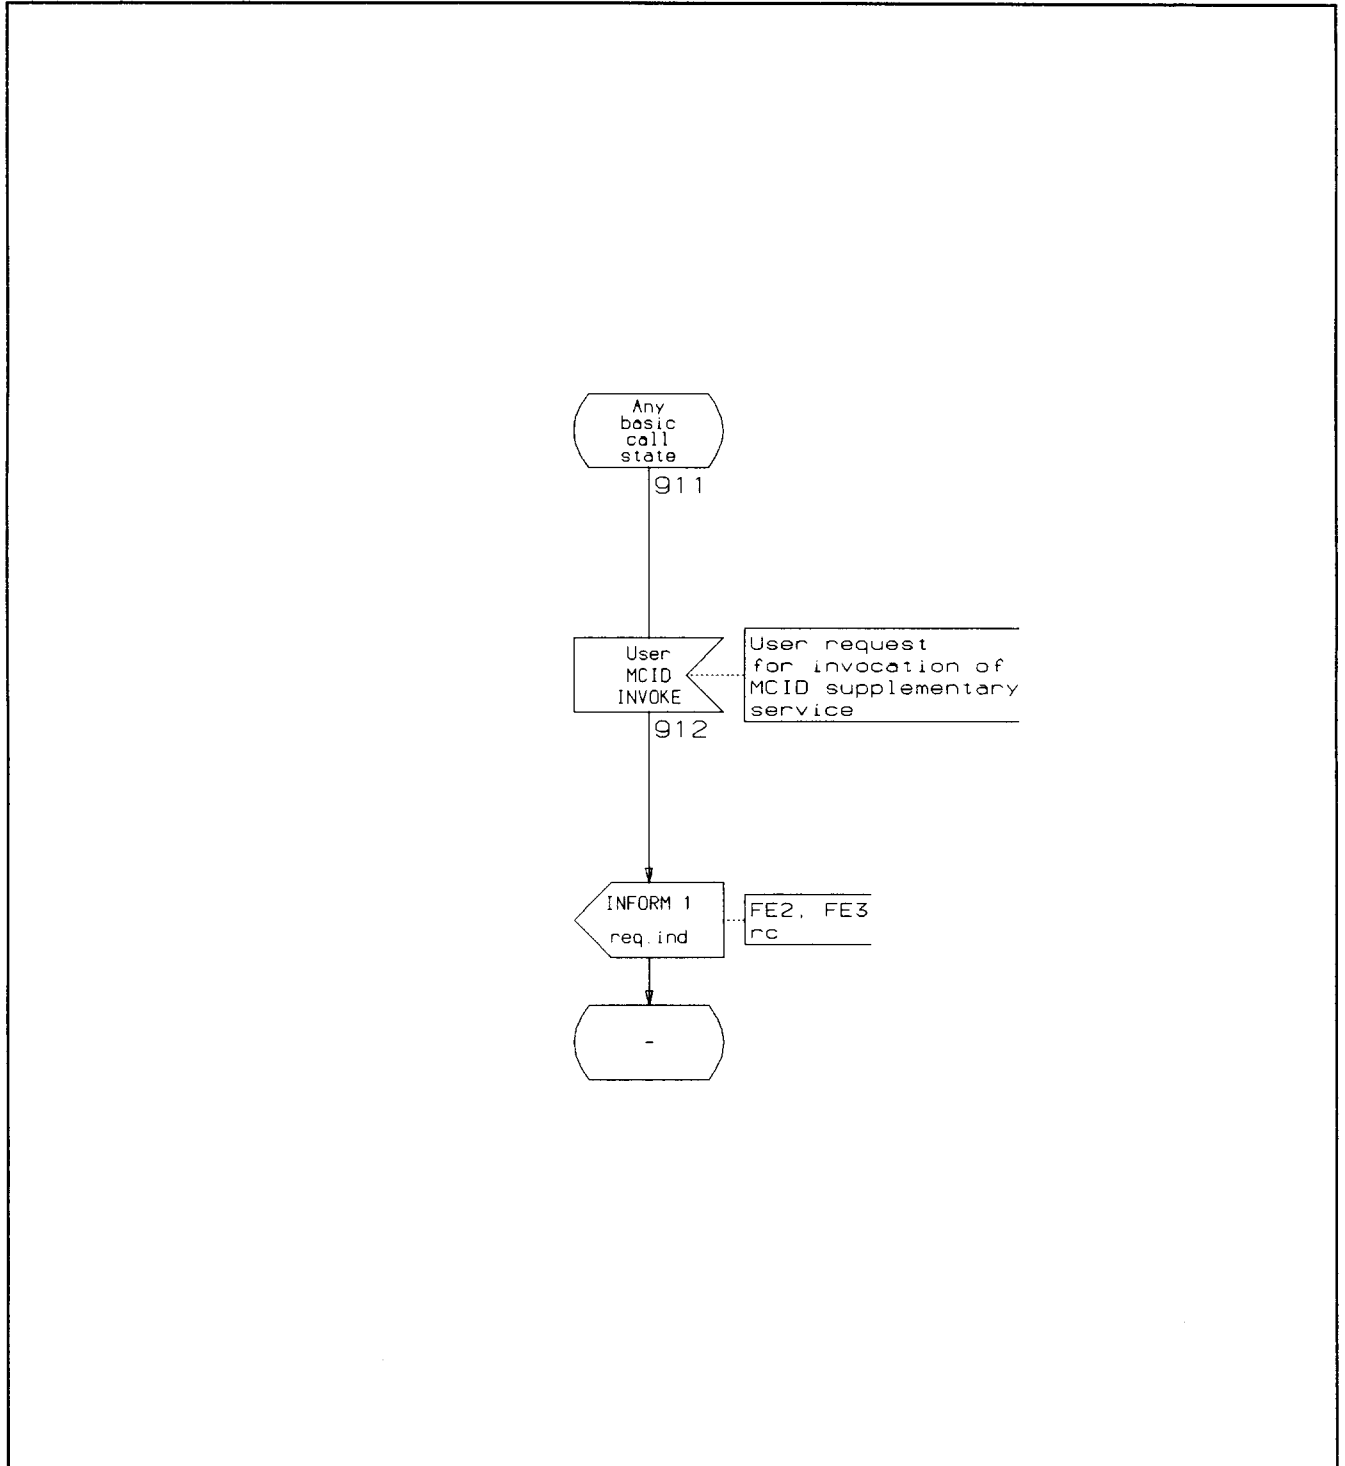 Any
basic
call
state
911
User
MCID
INVOKE
User request
for invocation of
MCID supplementary
service
912
INFORM 1
req.ind
FE2, FE3
rc
-